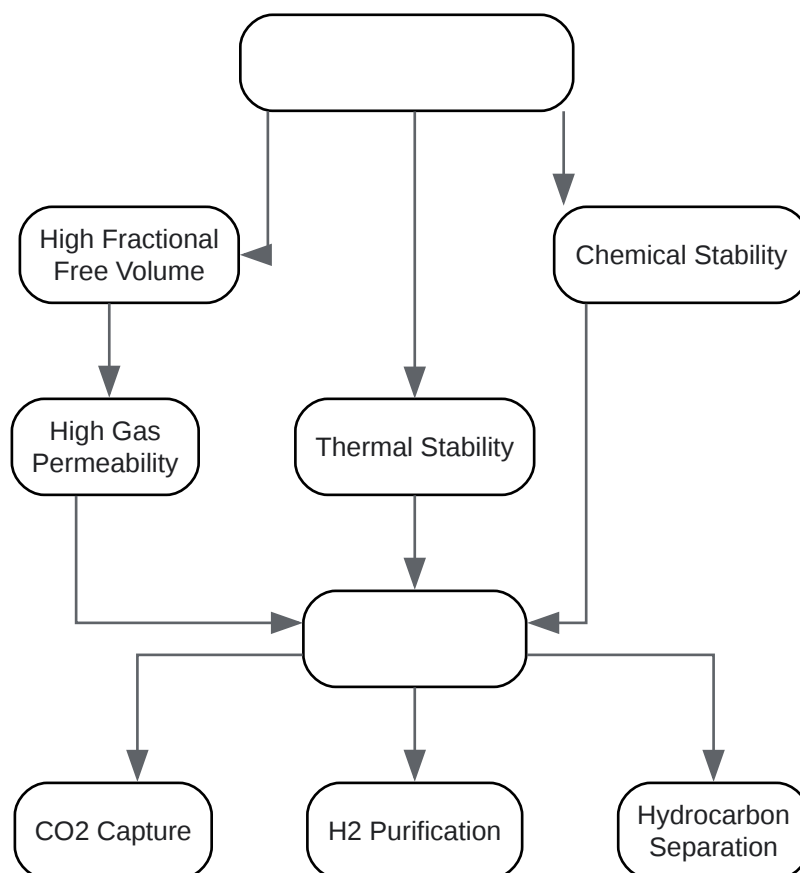 High Fractional
Free Volume
Chemical Stability
High Gas
Permeability
Thermal Stability
CO2 Capture
H2 Purification
Hydrocarbon
Separation